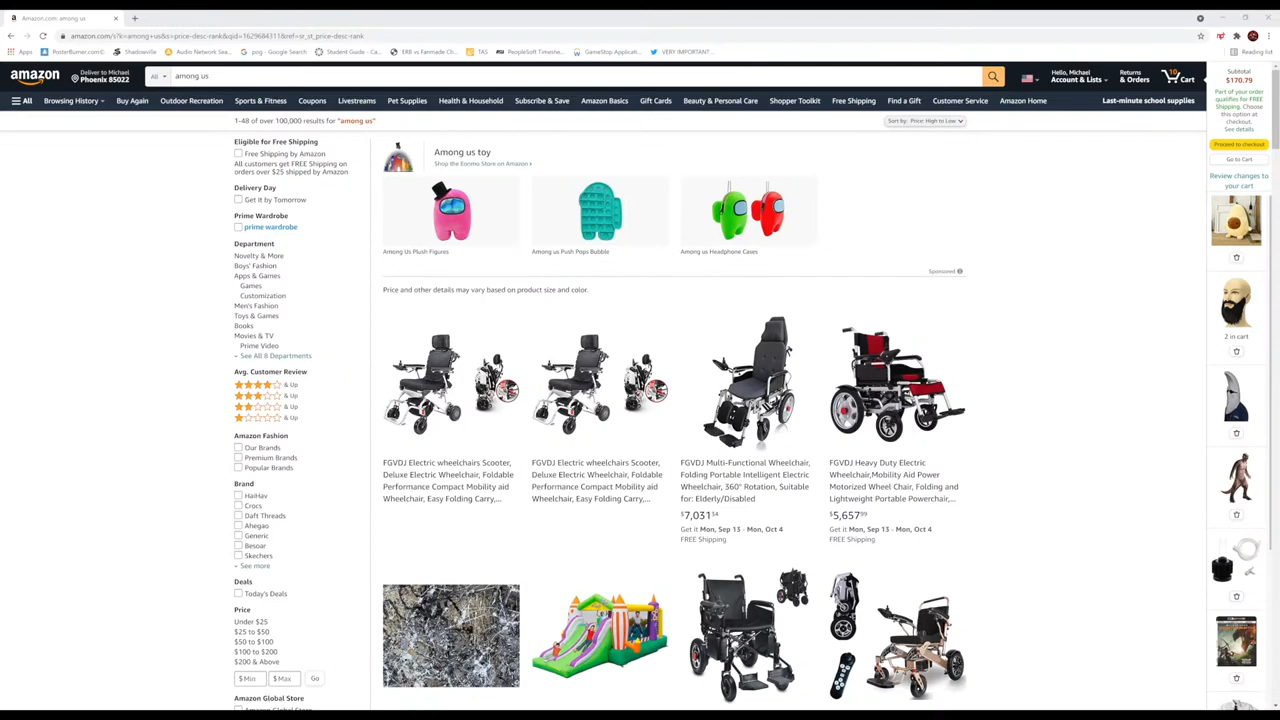 Amazon.com: among us
amazon.com/s?k=among+us&s=price-desc-rank&qid=1629684311&ref=sr_st_price-desc-rank
Apps
PosterBurner.com©
Shadowville
Audio Network Sea...
pog - Google Search
Student Guide - Ca...
ERB vs Fanmade Ch...
TAS
PeopleSoft Timeshe...
GameStop Applicati...
VERY IMPORTANT...
Reading list
amazon
Deliver to Michael
Phoenix 85022
All
among us
Hello, Michael
Account & Lists
Returns
& Orders
10
Cart
All
Browsing History
Buy Again
Outdoor Recreation
Sports & Fitness
Coupons
Livestreams
Pet Supplies
Health & Household
Subscribe & Save
Amazon Basics
Gift Cards
Beauty & Personal Care
Shopper Toolkit
Free Shipping
Find a Gift
Customer Service
Amazon Home
Last-minute school supplies
1-48 of over 100,000 results for "among us"
Sort by: Price: High to Low
Eligible for Free Shipping
Free Shipping by Amazon
All customers get FREE Shipping on
orders over $25 shipped by Amazon
Delivery Day
Get it by Tomorrow
Prime Wardrobe
prime wardrobe
Department
Novelty & More
Boys' Fashion
Apps & Games
Games
Customization
Men's Fashion
Toys & Games
Books
Movies & TV
Prime Video
See All 8 Departments
Avg. Customer Review
& Up
& Up
& Up
& Up
Amazon Fashion
Our Brands
Premium Brands
Popular Brands
Brand
HaiHav
Crocs
Daft Threads
Ahegao
Generic
Besoar
Skechers
See more
Deals
Today's Deals
Price
Under $25
$25 to $50
$50 to $100
$100 to $200
$200 & Above
$ Min
$ Max
Go
Amazon Global Store
Amazon Global Store
Among us toy
Shop the Eonmo Store on Amazon ›
Among Us Plush Figures
Among us Push Pops Bubble
Among us Headphone Cases
Sponsored
Price and other details may vary based on product size and color.
FGVDJ Electric wheelchairs Scooter,
Deluxe Electric Wheelchair, Foldable
Performance Compact Mobility aid
Wheelchair, Easy Folding Carry,...
FGVDJ Electric wheelchairs Scooter,
Deluxe Electric Wheelchair, Foldable
Performance Compact Mobility aid
Wheelchair, Easy Folding Carry,...
FGVDJ Multi-Functional Wheelchair,
Folding Portable Intelligent Electric
Wheelchair, 360° Rotation, Suitable
for: Elderly/Disabled
$7,031.34
Get it Mon, Sep 13 - Mon, Oct 4
FREE Shipping
FGVDJ Heavy Duty Electric
Wheelchair,Mobility Aid Power
Motorized Wheel Chair, Folding and
Lightweight Portable Powerchair,...
$5,657.99
Get it Mon, Sep 13 - Mon, Oct 4
FREE Shipping
Subtotal
$170.79
Part of your order
qualifies for FREE
Shipping. Choose
this option at
checkout.
See details
Proceed to checkout
Go to Cart
Review changes to
your cart
2 in cart